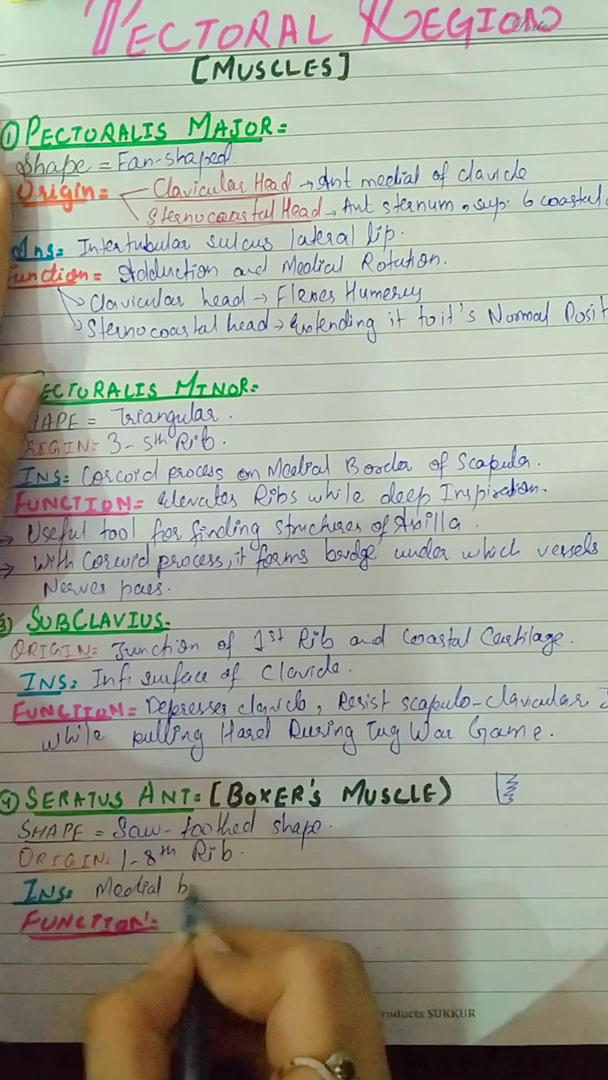 PECTORAL REGION
[MUSCLES]
① PECTORALIS MAJOR=
Shape = Fan-shaped.
Origin= Clavicular Head → Ant medial of clavicle
Sternocoastal Head → Ant sternum, sup: 6 coastal
Ins= Intertubular sulcus lateral lip.
Function= Adduction and Medial Rotation.
Clavicular head → Flexes Humerus
Sternocoastal head → Extending it to it's Normal Posit
ECTORALIS MINOR=
HAPE = Triangular.
RIGIN= 3-5th Rib.
INS= Corcoid process on Medial Border of Scapula.
FUNCTION= Elevates Ribs while deep Inspiration.
→ Useful tool for finding structures of Axilla.
→ With Corcoid process, it forms bridge under which vessels
Nerves pass.
3) SUBCLAVIUS=
ORIGIN= Junction of 1st Rib and Coastal Cartilage.
INS= Inf: surface of Clavicle.
FUNCTION= Depresses clavicle, Resist scapulo-clavicular
while pulling Hard During Tug War Game.
④ SERATUS ANT= [BOXER'S MUSCLE)
SHAPE = Saw-toothed shape.
ORIGIN= 1-8th Rib.
INS= Medial b
FUNCTION=
roducts SUKKUR